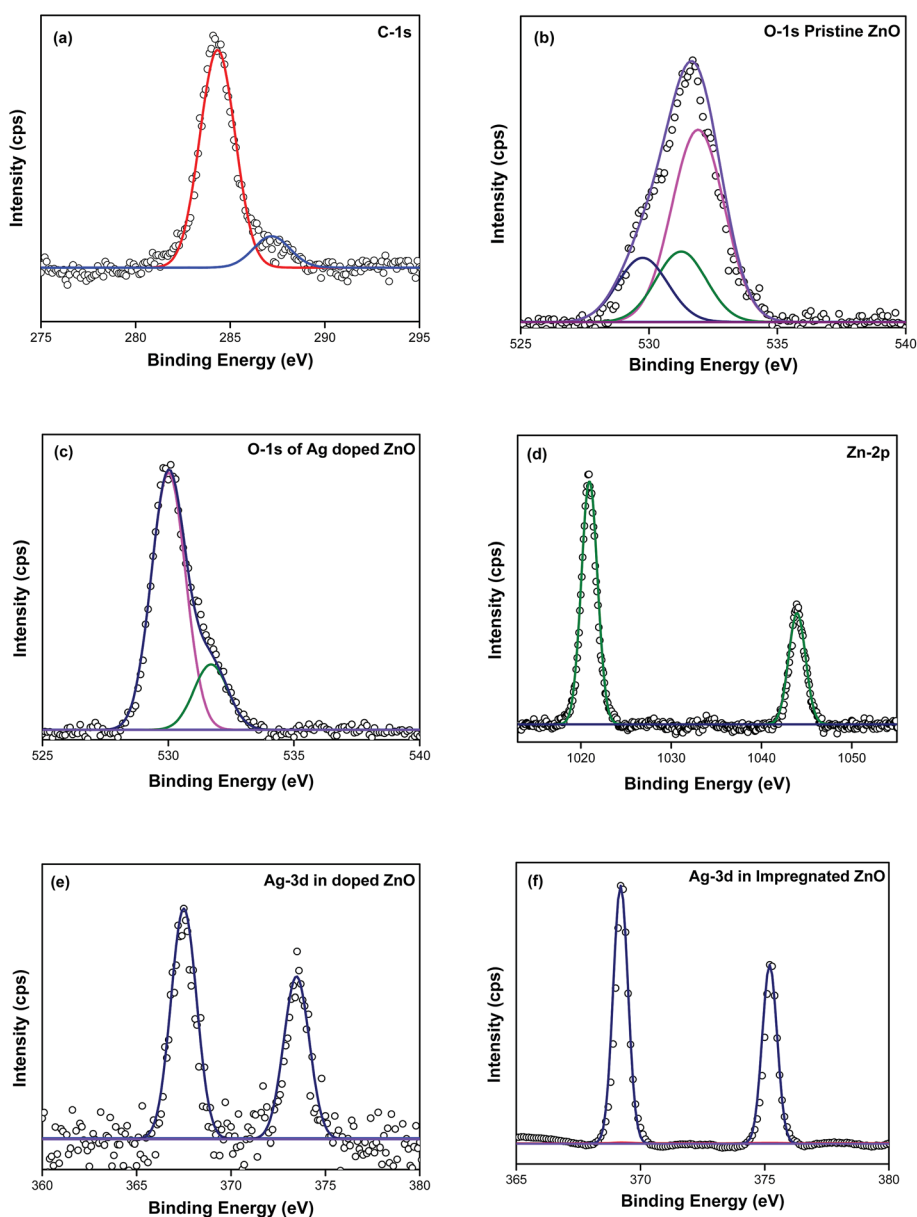 (a)
C-1s
Intensity (cps)
275 280 285 290 295
Binding Energy (eV)
(b)
O-1s Pristine ZnO
Intensity (cps)
525 530 535 540
Binding Energy (eV)
(c)
O-1s of Ag doped ZnO
Intensity (cps)
525 530 535 540
Binding Energy (eV)
(d)
Zn-2p
Intensity (cps)
1020 1030 1040 1050
Binding Energy (eV)
(e)
Ag-3d in doped ZnO
Intensity (cps)
360 365 370 375 380
Binding Energy (eV)
(f)
Ag-3d in Impregnated ZnO
Intensity (cps)
365 370 375 380
Binding Energy (eV)